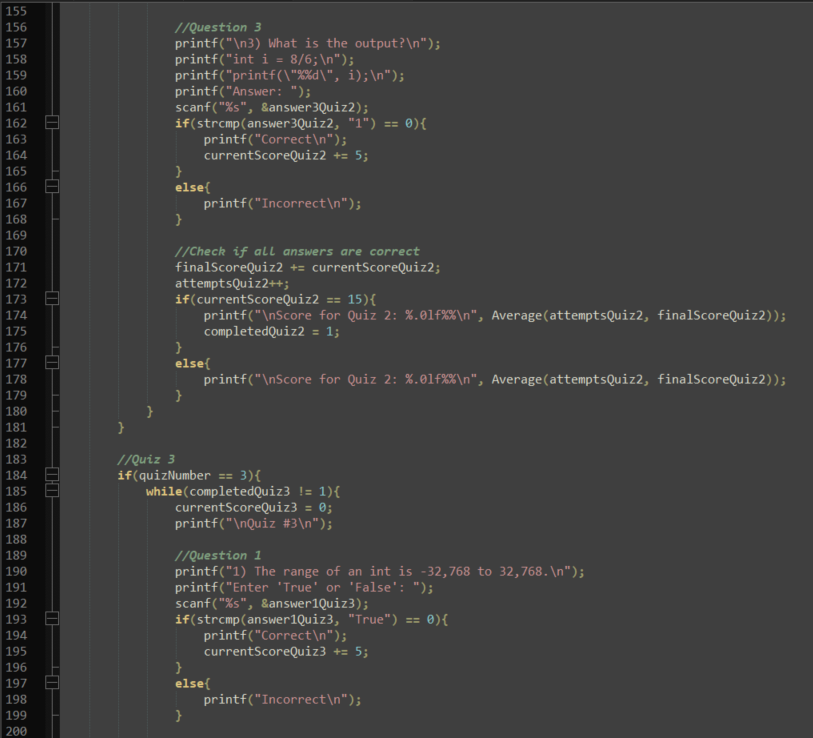 155
156 //Question 3
157 printf("\n3) What is the output?\n");
158 printf("int i = 8/6;\n");
159 printf("printf(\"%%d\", i);\n");
160 printf("Answer: ");
161 scanf("%s", &answer3Quiz2);
162 if(strcmp(answer3Quiz2, "1") == 0){
163 printf("Correct\n");
164 currentScoreQuiz2 += 5;
165 }
166 else{
167 printf("Incorrect\n");
168 }
169
170 //Check if all answers are correct
171 finalScoreQuiz2 += currentScoreQuiz2;
172 attemptsQuiz2++;
173 if(currentScoreQuiz2 == 15){
174 printf("\nScore for Quiz 2: %.0lf%%\n", Average(attemptsQuiz2, finalScoreQuiz2));
175 completedQuiz2 = 1;
176 }
177 else{
178 printf("\nScore for Quiz 2: %.0lf%%\n", Average(attemptsQuiz2, finalScoreQuiz2));
179 }
180 }
181 }
182
183 //Quiz 3
184 if(quizNumber == 3){
185 while(completedQuiz3 != 1){
186 currentScoreQuiz3 = 0;
187 printf("\nQuiz #3\n");
188
189 //Question 1
190 printf("1) The range of an int is -32,768 to 32,768.\n");
191 printf("Enter 'True' or 'False': ");
192 scanf("%s", &answer1Quiz3);
193 if(strcmp(answer1Quiz3, "True") == 0){
194 printf("Correct\n");
195 currentScoreQuiz3 += 5;
196 }
197 else{
198 printf("Incorrect\n");
199 }
200